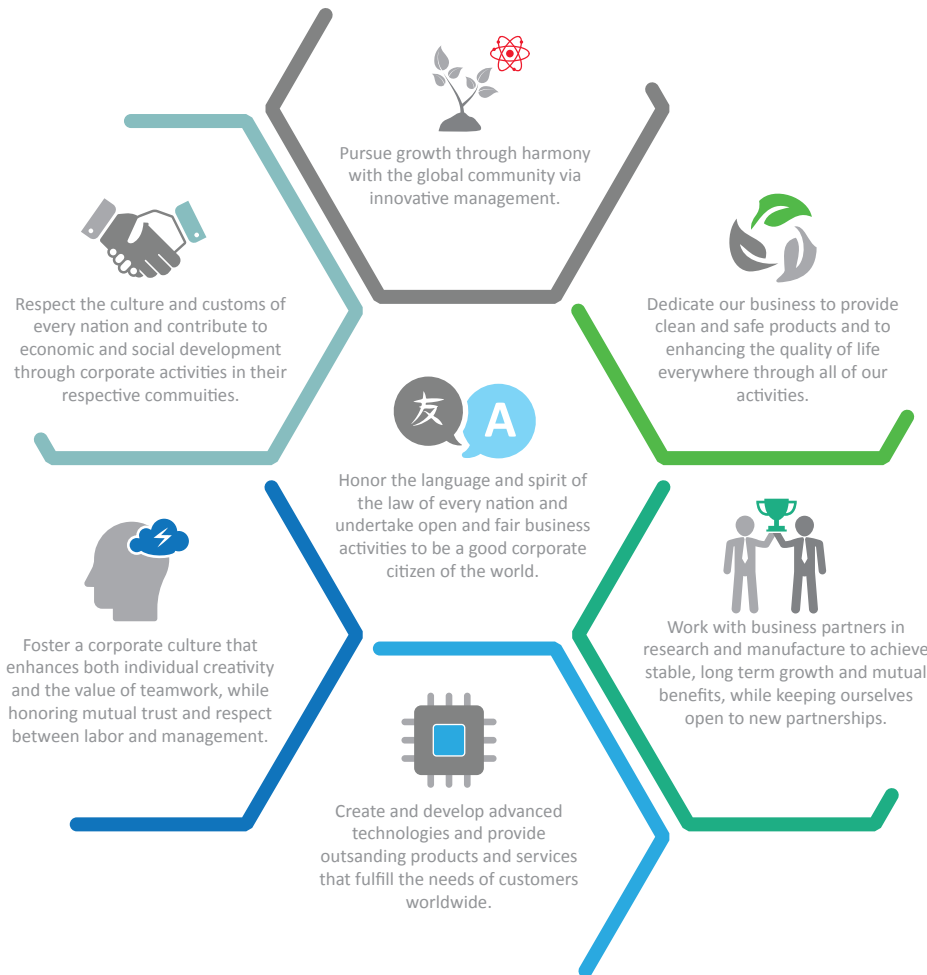 Pursue growth through harmony
with the global community via
innovative management.
Respect the culture and customs of
every nation and contribute to
economic and social development
through corporate activities in their
respective commuities.
Dedicate our business to provide
clean and safe products and to
enhancing the quality of life
everywhere through all of our
activities.
友
A
Honor the language and spirit of
the law of every nation and
undertake open and fair business
activities to be a good corporate
citizen of the world.
Foster a corporate culture that
enhances both individual creativity
and the value of teamwork, while
honoring mutual trust and respect
between labor and management.
Work with business partners in
research and manufacture to achieve
stable, long term growth and mutual
benefits, while keeping ourselves
open to new partnerships.
Create and develop advanced
technologies and provide
outsanding products and services
that fulfill the needs of customers
worldwide.